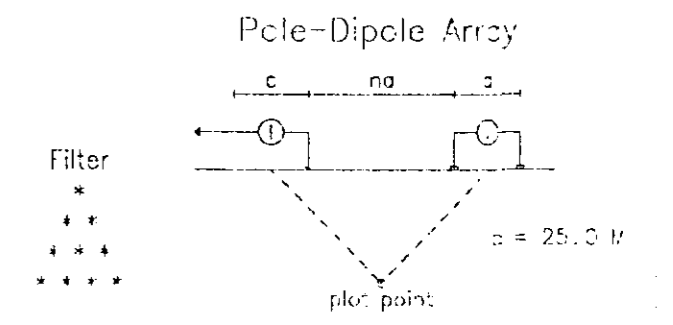 Pole-Dipole Array
a na a
I
Filter
*
* *
* * *
* * * *
a = 25.0 M
plot point